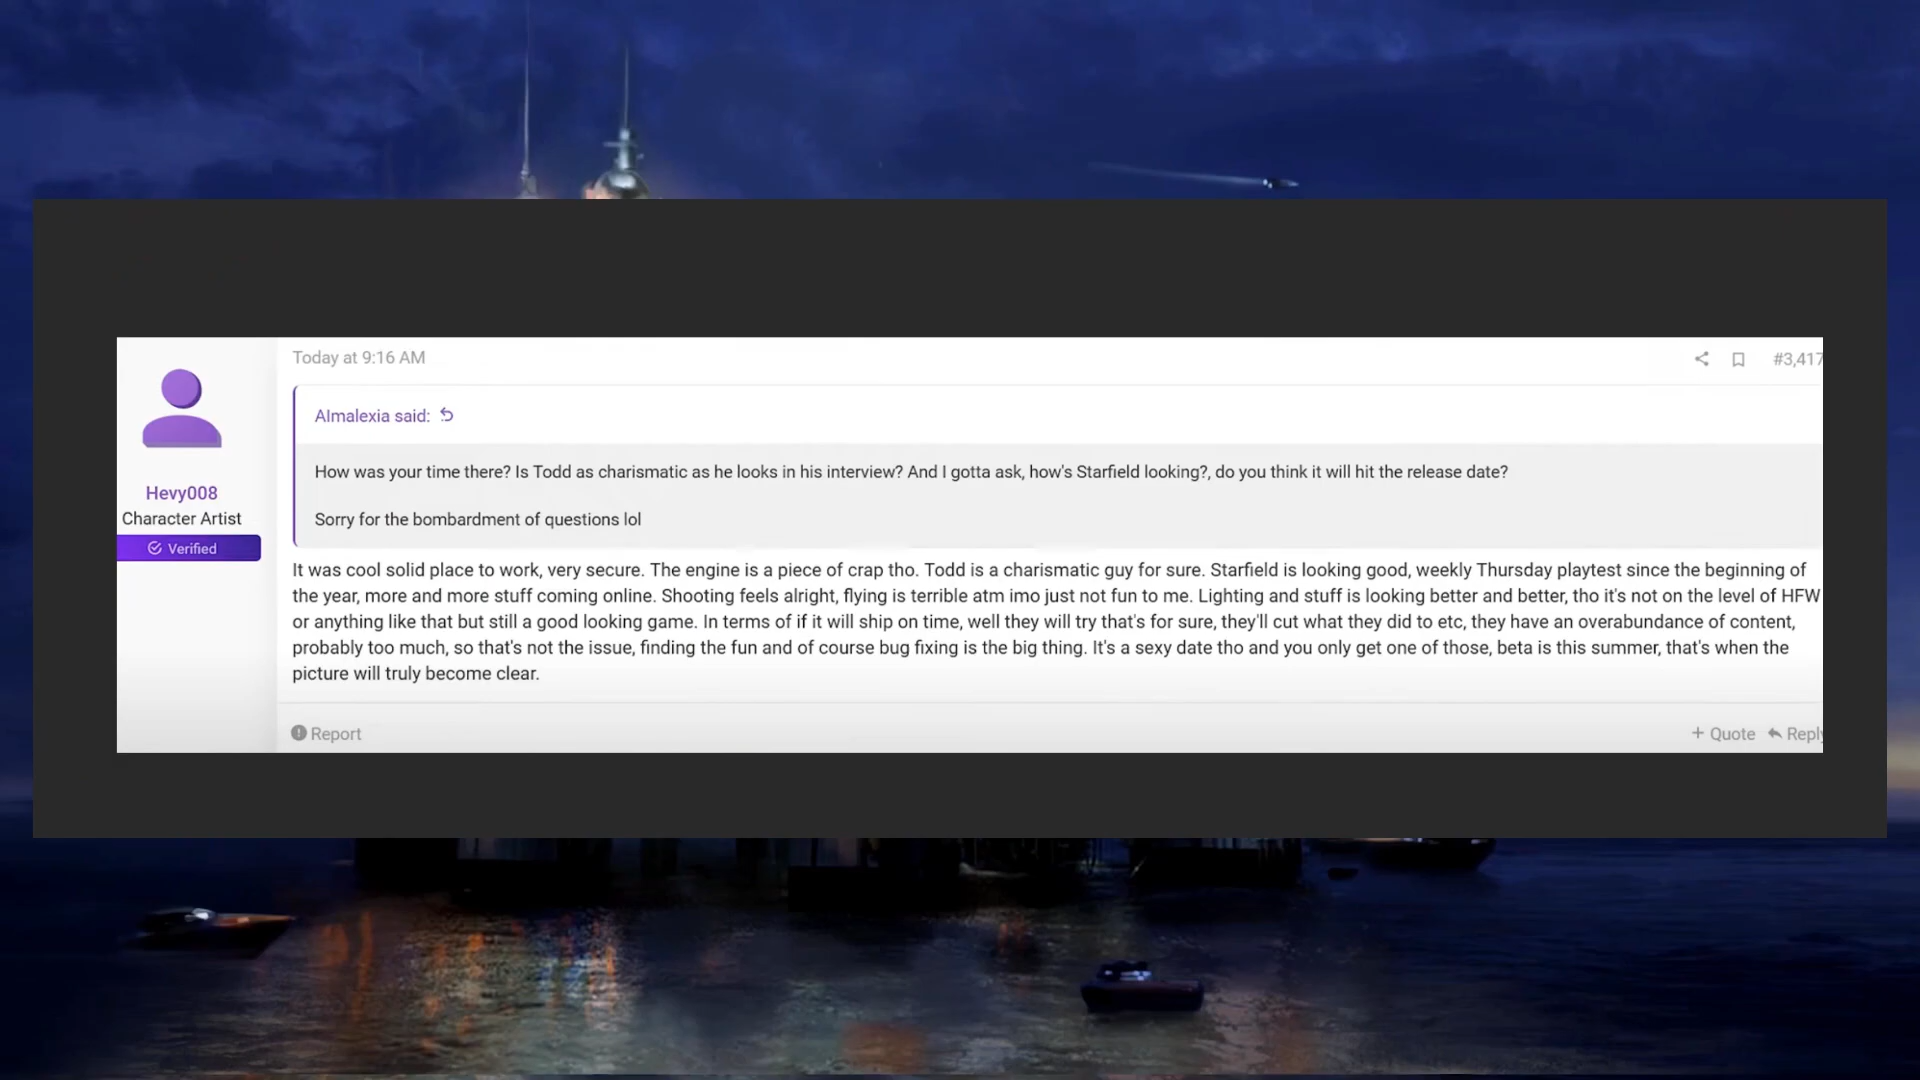 Today at 9:16 AM
#3,417
Almalexia said:
How was your time there? Is Todd as charismatic as he looks in his interview? And I gotta ask, how's Starfield looking?, do you think it will hit the release date?
Sorry for the bombardment of questions lol
Hevy008
Character Artist
Verified
It was cool solid place to work, very secure. The engine is a piece of crap tho. Todd is a charismatic guy for sure. Starfield is looking good, weekly Thursday playtest since the beginning of
the year, more and more stuff coming online. Shooting feels alright, flying is terrible atm imo just not fun to me. Lighting and stuff is looking better and better, tho it's not on the level of HFW
or anything like that but still a good looking game. In terms of if it will ship on time, well they will try that's for sure, they'll cut what they did to etc, they have an overabundance of content,
probably too much, so that's not the issue, finding the fun and of course bug fixing is the big thing. It's a sexy date tho and you only get one of those, beta is this summer, that's when the
picture will truly become clear.
Report
+ Quote
Reply